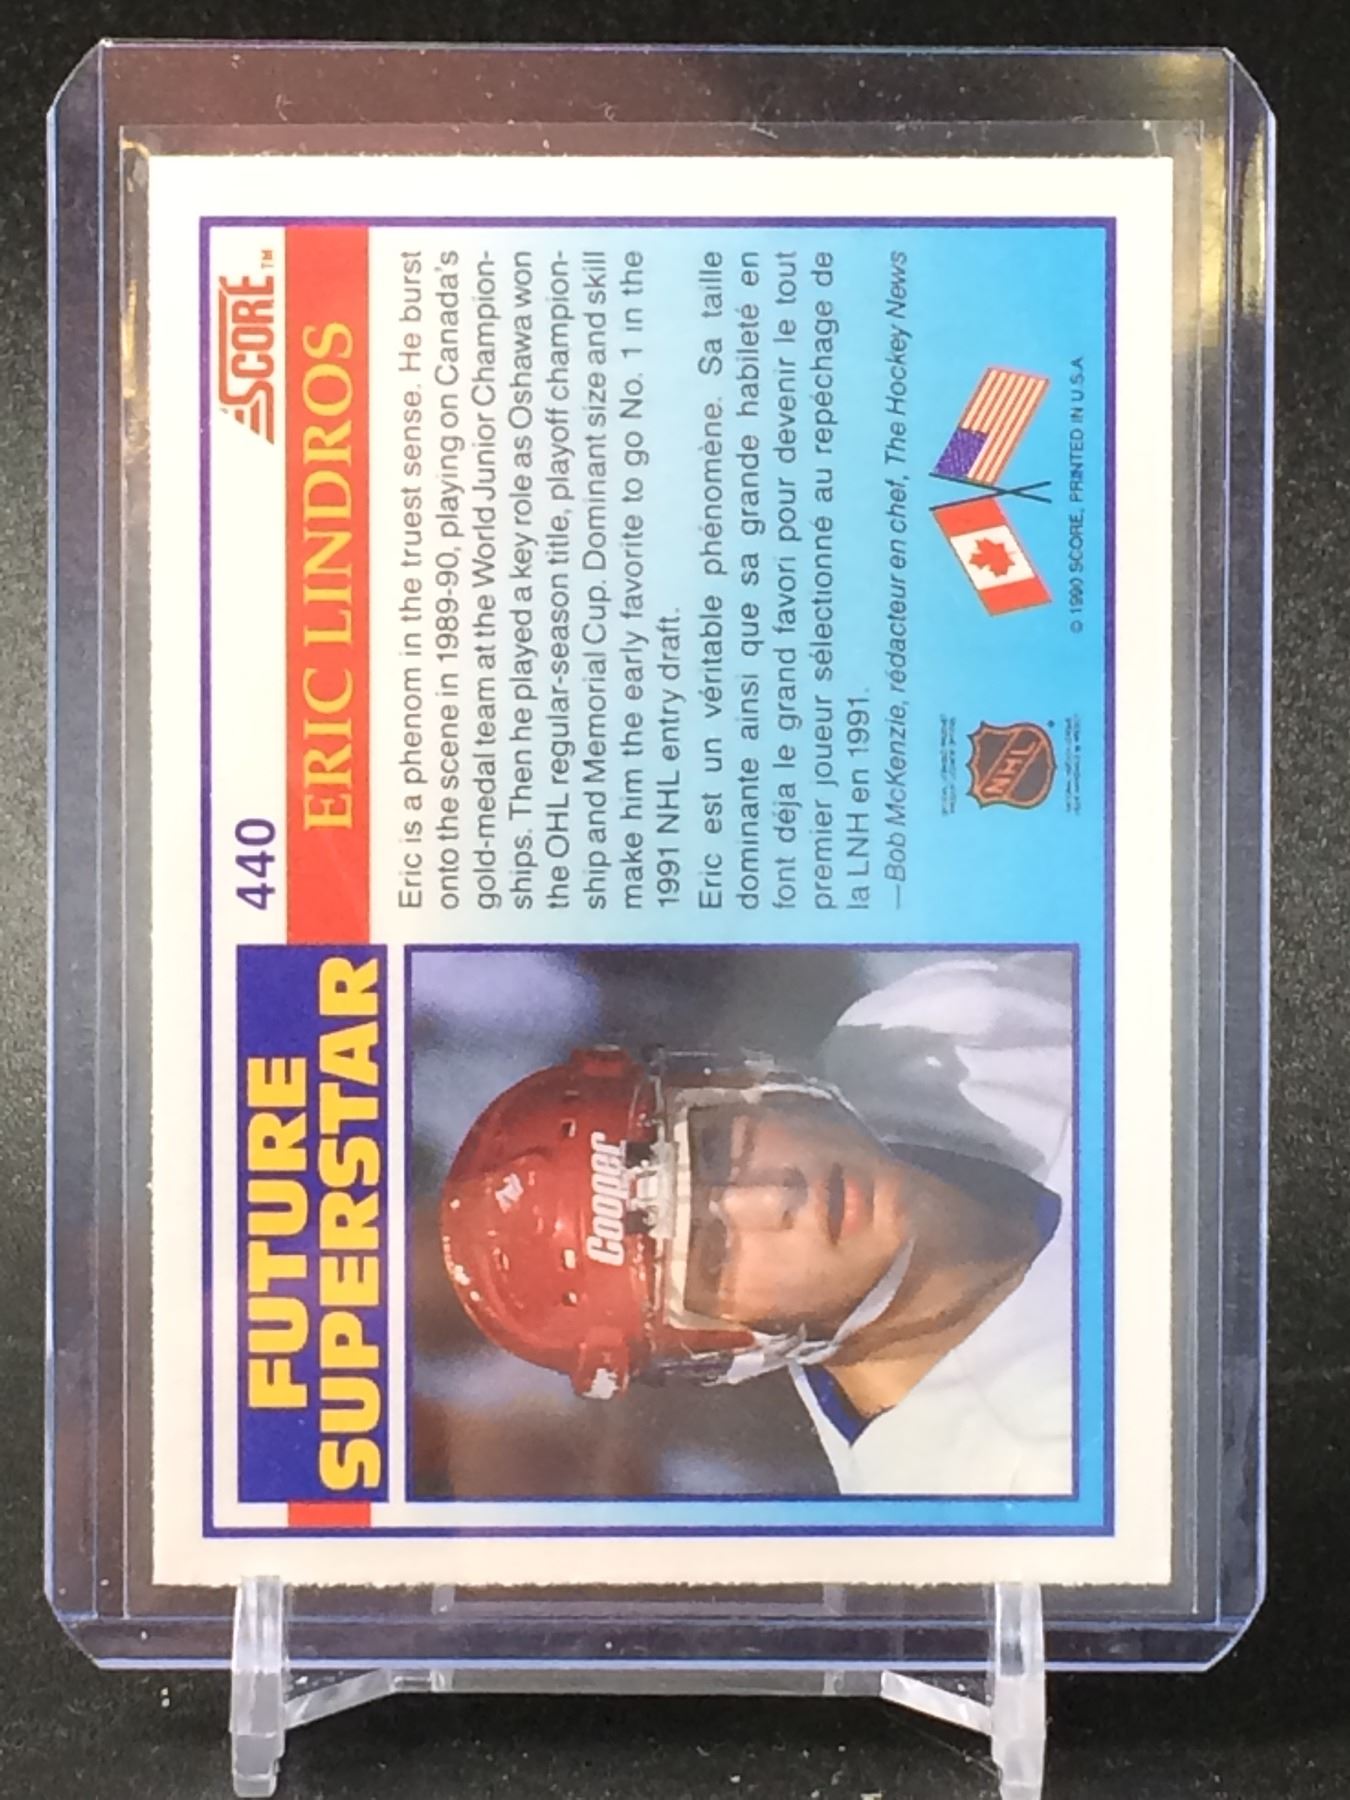 FUTURE
SUPERSTAR
440
SCORE™
ERIC LINDROS
Eric is a phenom in the truest sense. He burst
onto the scene in 1989-90, playing on Canada's
gold-medal team at the World Junior Champion-
ships. Then he played a key role as Oshawa won
the OHL regular-season title, playoff champion-
ship and Memorial Cup. Dominant size and skill
make him the early favorite to go No. 1 in the
1991 NHL entry draft.
Eric est un véritable phénomène. Sa taille
dominante ainsi que sa grande habileté en
font déja le grand favori pour devenir le tout
premier joueur sélectionné au repêchage de
la LNH en 1991.
—Bob McKenzie, rédacteur en chef, The Hockey News
Cooper
NHL
© 1990 SCORE, PRINTED IN U.S.A